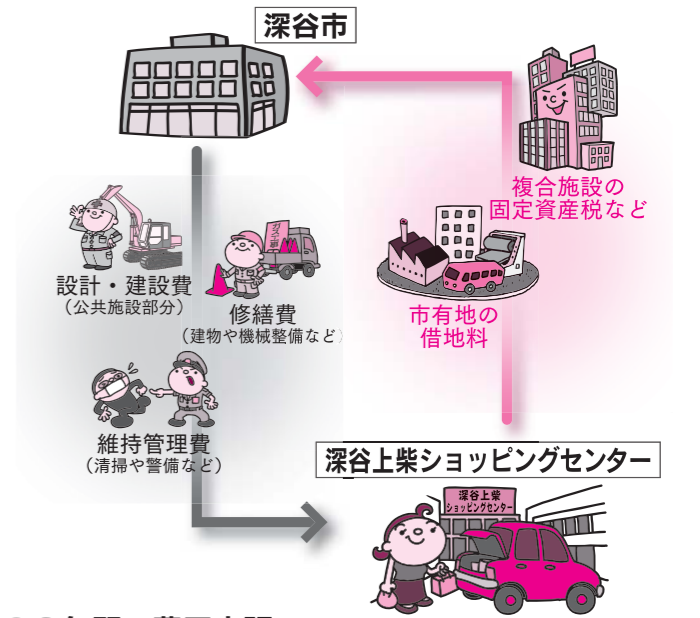 深谷市
複合施設の
固定資産税など
設計・建設費
（公共施設部分）
修繕費
（建物や機械整備など）
市有地の
借地料
維持管理費
（清掃や警備など）
深谷上柴ショッピングセンター
深谷上柴
ショッピングセンター